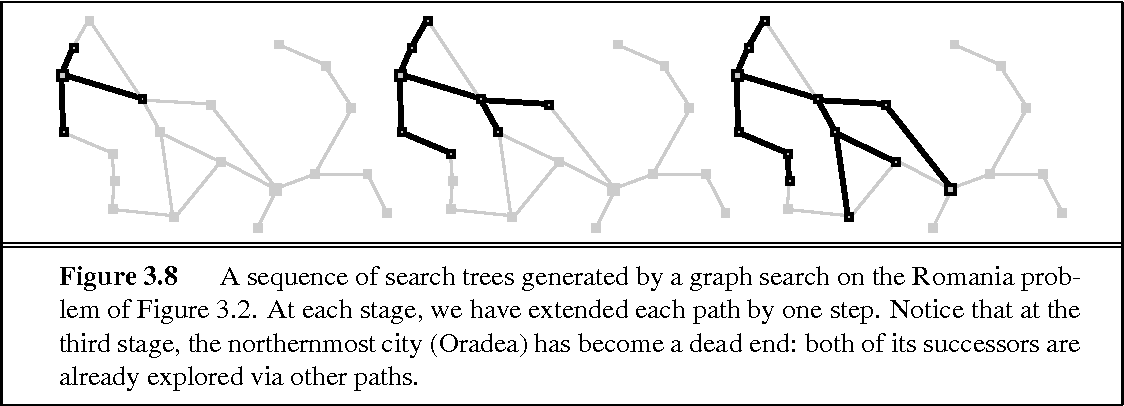 Figure 3.8 A sequence of search trees generated by a graph search on the Romania prob-
lem of Figure 3.2. At each stage, we have extended each path by one step. Notice that at the
third stage, the northernmost city (Oradea) has become a dead end: both of its successors are
already explored via other paths.